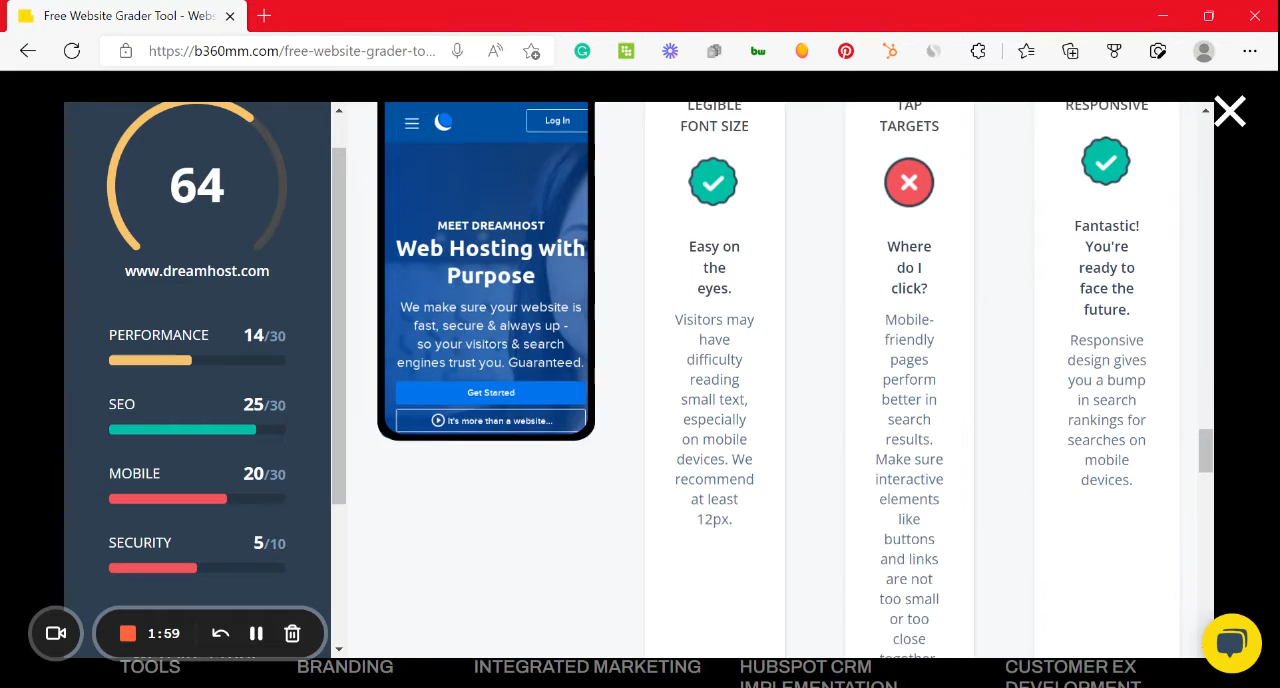 Free Website Grader Tool - Webs
https://b360mm.com/free-website-grader-to...
bw
64
www.dreamhost.com
PERFORMANCE 14/30
SEO 25/30
MOBILE 20/30
SECURITY 5/10
1:59
Log In
MEET DREAMHOST
Web Hosting with
Purpose
We make sure your website is
fast, secure & always up -
so your visitors & search
engines trust you. Guaranteed.
Get Started
It's more than a website...
LEGIBLE
FONT SIZE
Easy on
the
eyes.
Visitors may
have
difficulty
reading
small text,
especially
on mobile
devices. We
recommend
at least
12px.
TAP
TARGETS
Where
do I
click?
Mobile-
friendly
pages
perform
better in
search
results.
Make sure
interactive
elements
like
buttons
and links
are not
too small
or too
close
together
RESPONSIVE
Fantastic!
You're
ready to
face the
future.
Responsive
design gives
you a bump
in search
rankings for
searches on
mobile
devices.
TOOLS
BRANDING
INTEGRATED MARKETING
HUBSPOT CRM
IMPLEMENTATION
CUSTOMER EX
DEVELOPMENT